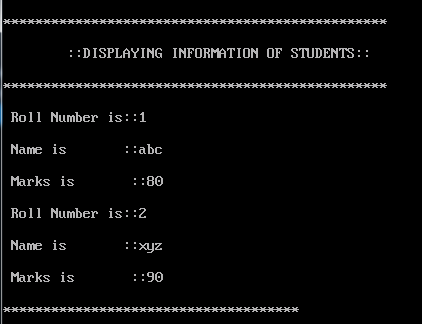 ************************************************
::DISPLAYING INFORMATION OF STUDENTS::
************************************************
Roll Number is::1
Name is       ::abc
Marks is       ::80
Roll Number is::2
Name is       ::xyz
Marks is       ::90
*************************************